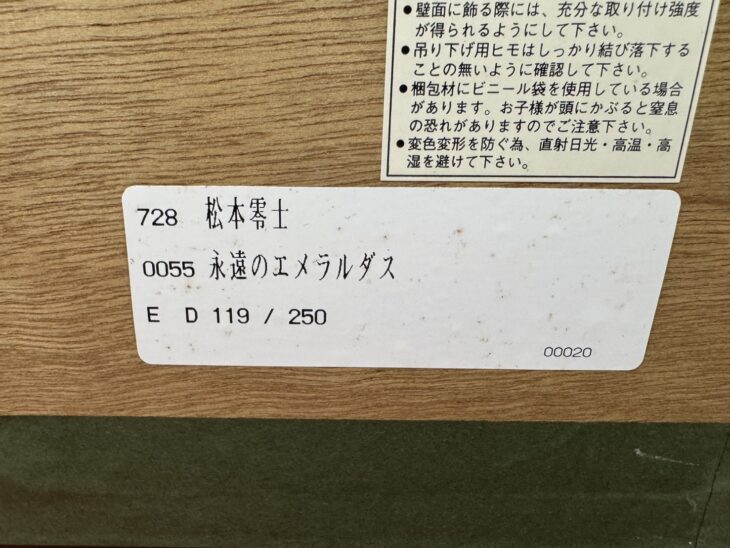 ●壁面に飾る際には、充分な取り付け強度
が得られるようにして下さい。
●吊り下げ用ヒモはしっかり結び落下する
ことの無いように確認して下さい。
●梱包材にビニール袋を使用している場合
があります。お子様が頭にかぶると窒息
の恐れがありますのでご注意下さい。
●変色変形を防ぐ為、直射日光・高温・高
湿を避けて下さい。
728 松本零士
0055 永遠のエメラルダス
E D 119 / 250
00020